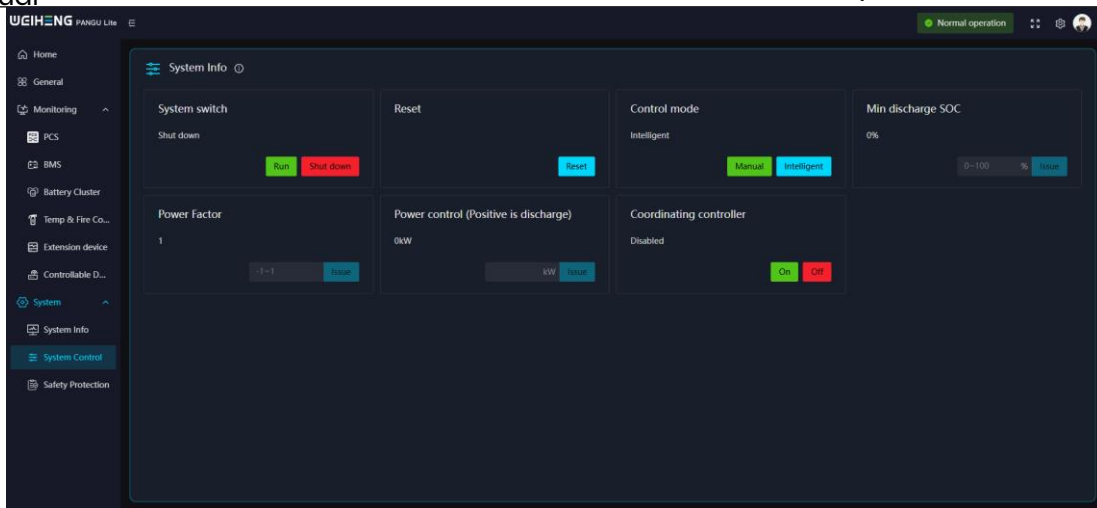 WEIHENG PANGU Lite
Normal operation
Home
General
Monitoring
PCS
BMS
Battery Cluster
Temp & Fire Co...
Extension device
Controllable D...
System
System Info
System Control
Safety Protection
System Info
System switch
Shut down
Run Shut down
Reset
Reset
Control mode
Intelligent
Manual Intelligent
Min discharge SOC
0%
0~100 % Issue
Power Factor
1
-1~1 Issue
Power control (Positive is discharge)
0kW
kW Issue
Coordinating controller
Disabled
On Off